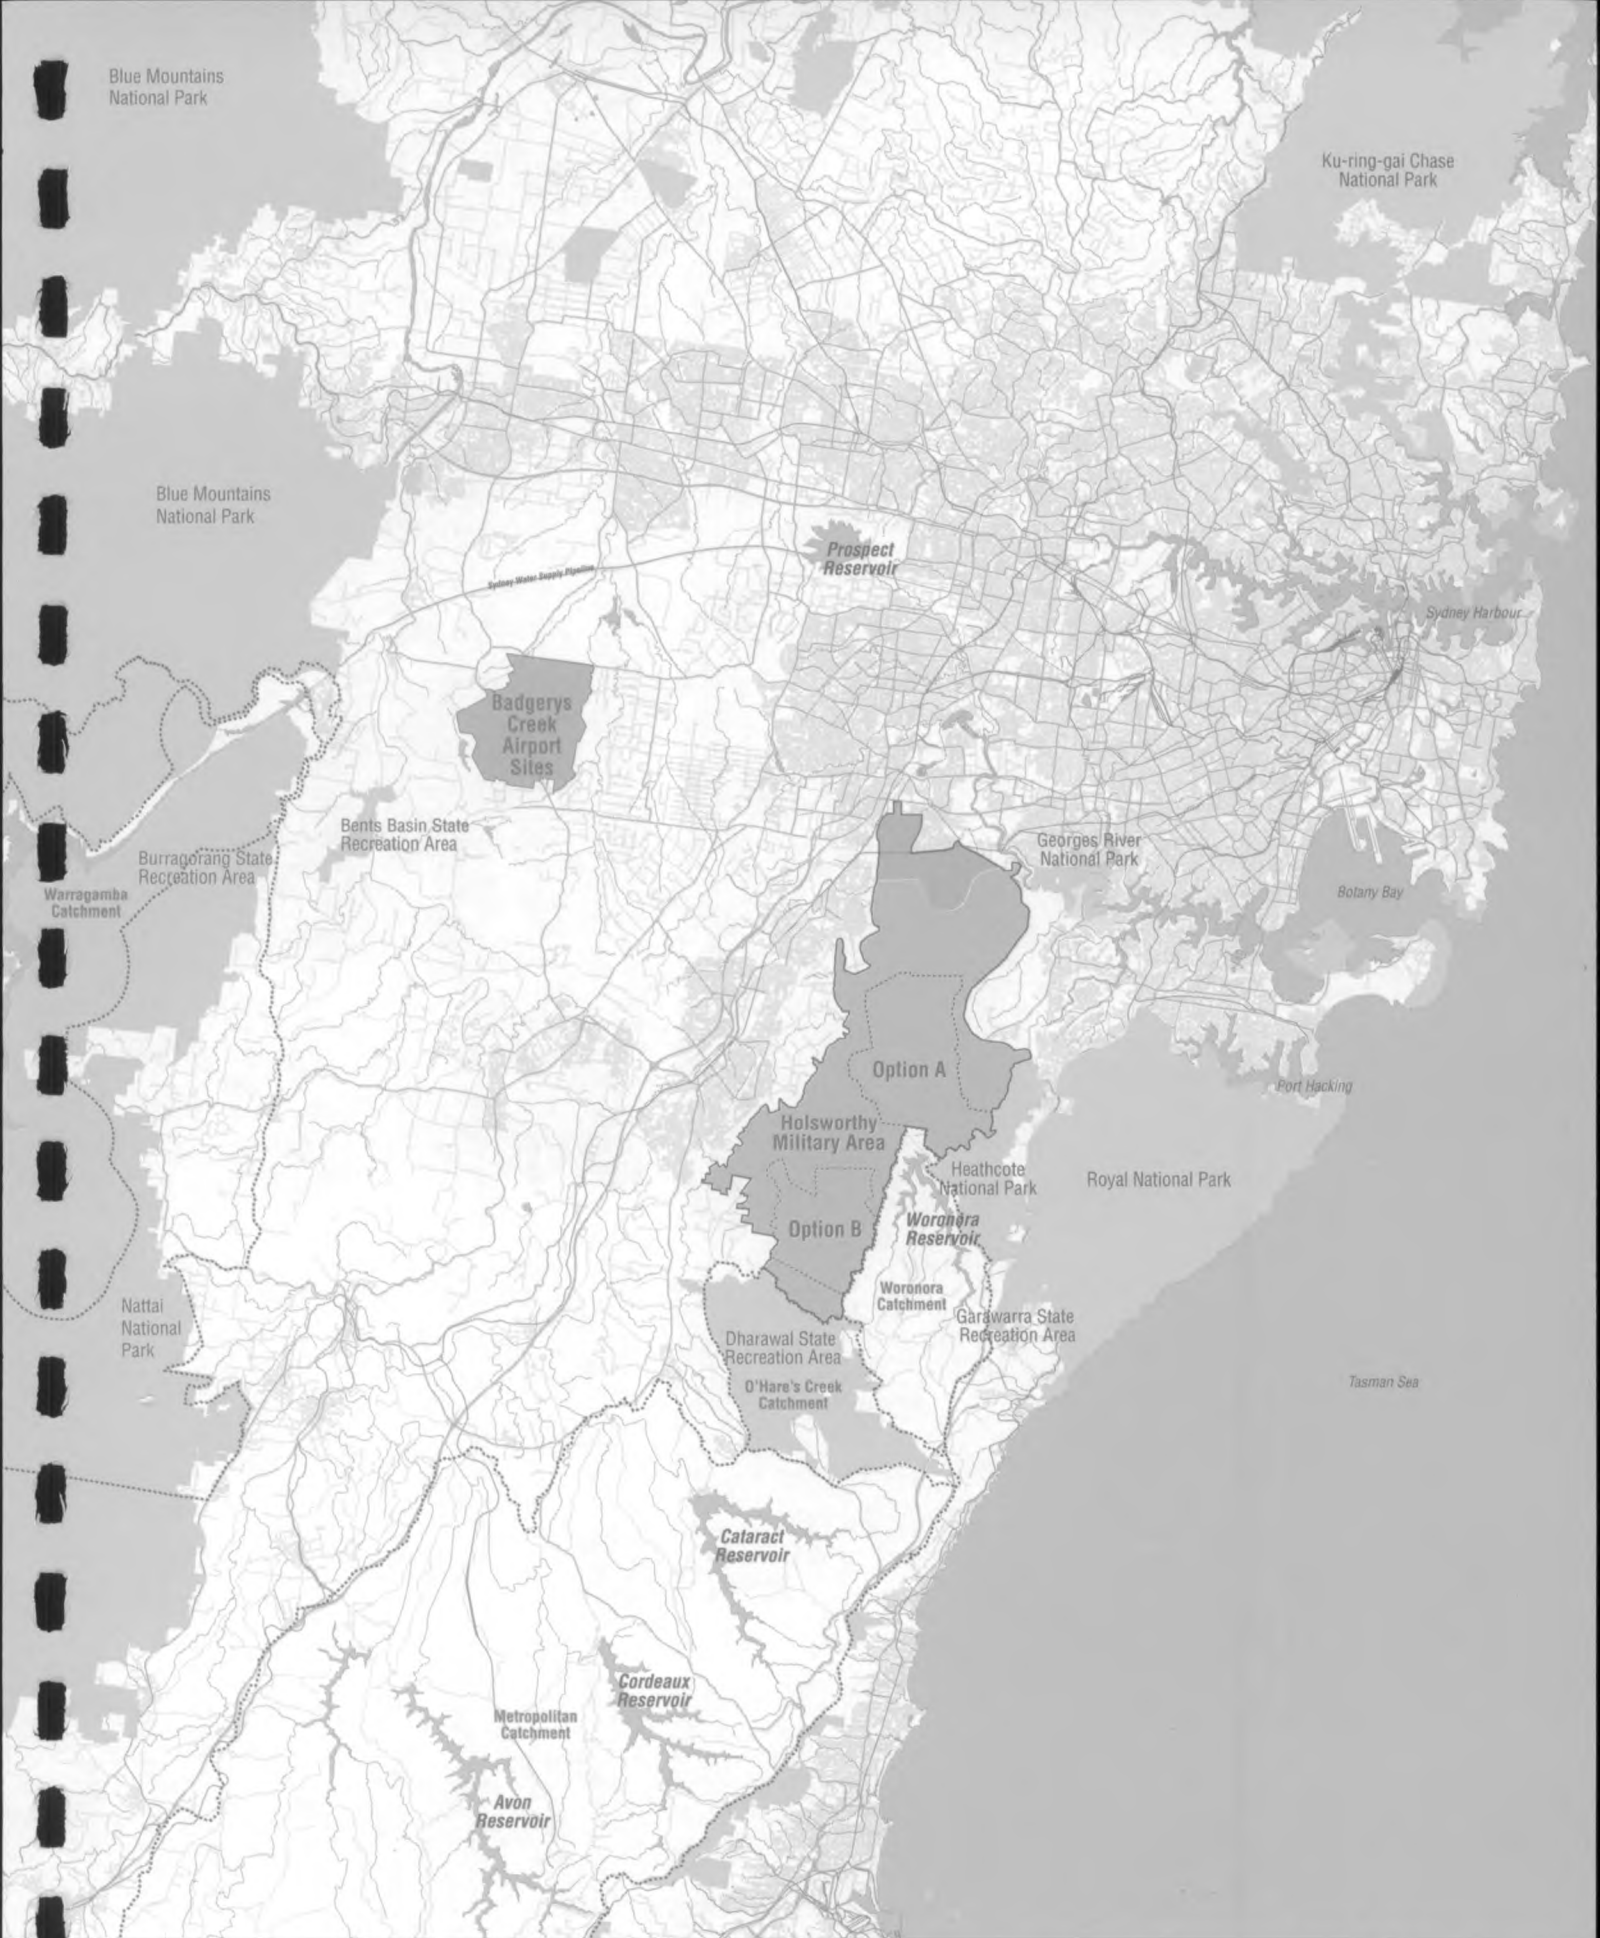 Blue Mountains
National Park
Ku-ring-gai Chase
National Park
Blue Mountains
National Park
Prospect
Reservoir
Sydney Water Supply Pipeline
Sydney Harbour
Badgerys
Creek
Airport
Sites
Bents Basin State
Recreation Area
Georges River
National Park
Burragorang State
Recreation Area
Warragamba
Catchment
Botany Bay
Option A
Port Hacking
Holsworthy
Military Area
Heathcote
National Park
Royal National Park
Option B
Woronora
Reservoir
Woronora
Catchment
Nattai
National
Park
Garawarra State
Recreation Area
Dharawal State
Recreation Area
O'Hare's Creek
Catchment
Tasman Sea
Cataract
Reservoir
Cordeaux
Reservoir
Metropolitan
Catchment
Avon
Reservoir